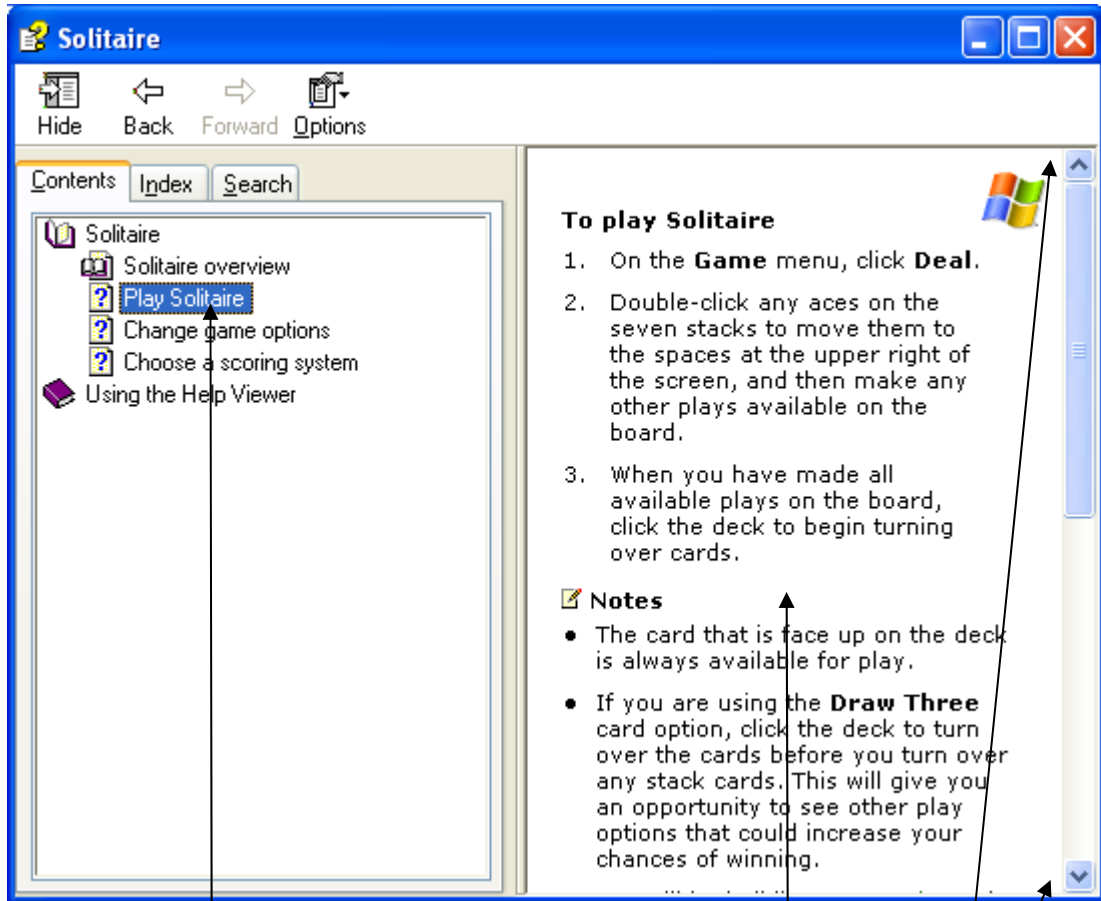 Solitaire
Hide Back Forward Options
Contents Index Search
Solitaire
Solitaire overview
Play Solitaire
Change game options
Choose a scoring system
Using the Help Viewer
To play Solitaire
1. On the Game menu, click Deal.
2. Double-click any aces on the
seven stacks to move them to
the spaces at the upper right of
the screen, and then make any
other plays available on the
board.
3. When you have made all
available plays on the board,
click the deck to begin turning
over cards.
Notes
• The card that is face up on the deck
is always available for play.
• If you are using the Draw Three
card option, click the deck to turn
over the cards before you turn over
any stack cards. This will give you
an opportunity to see other play
options that could increase your
chances of winning.